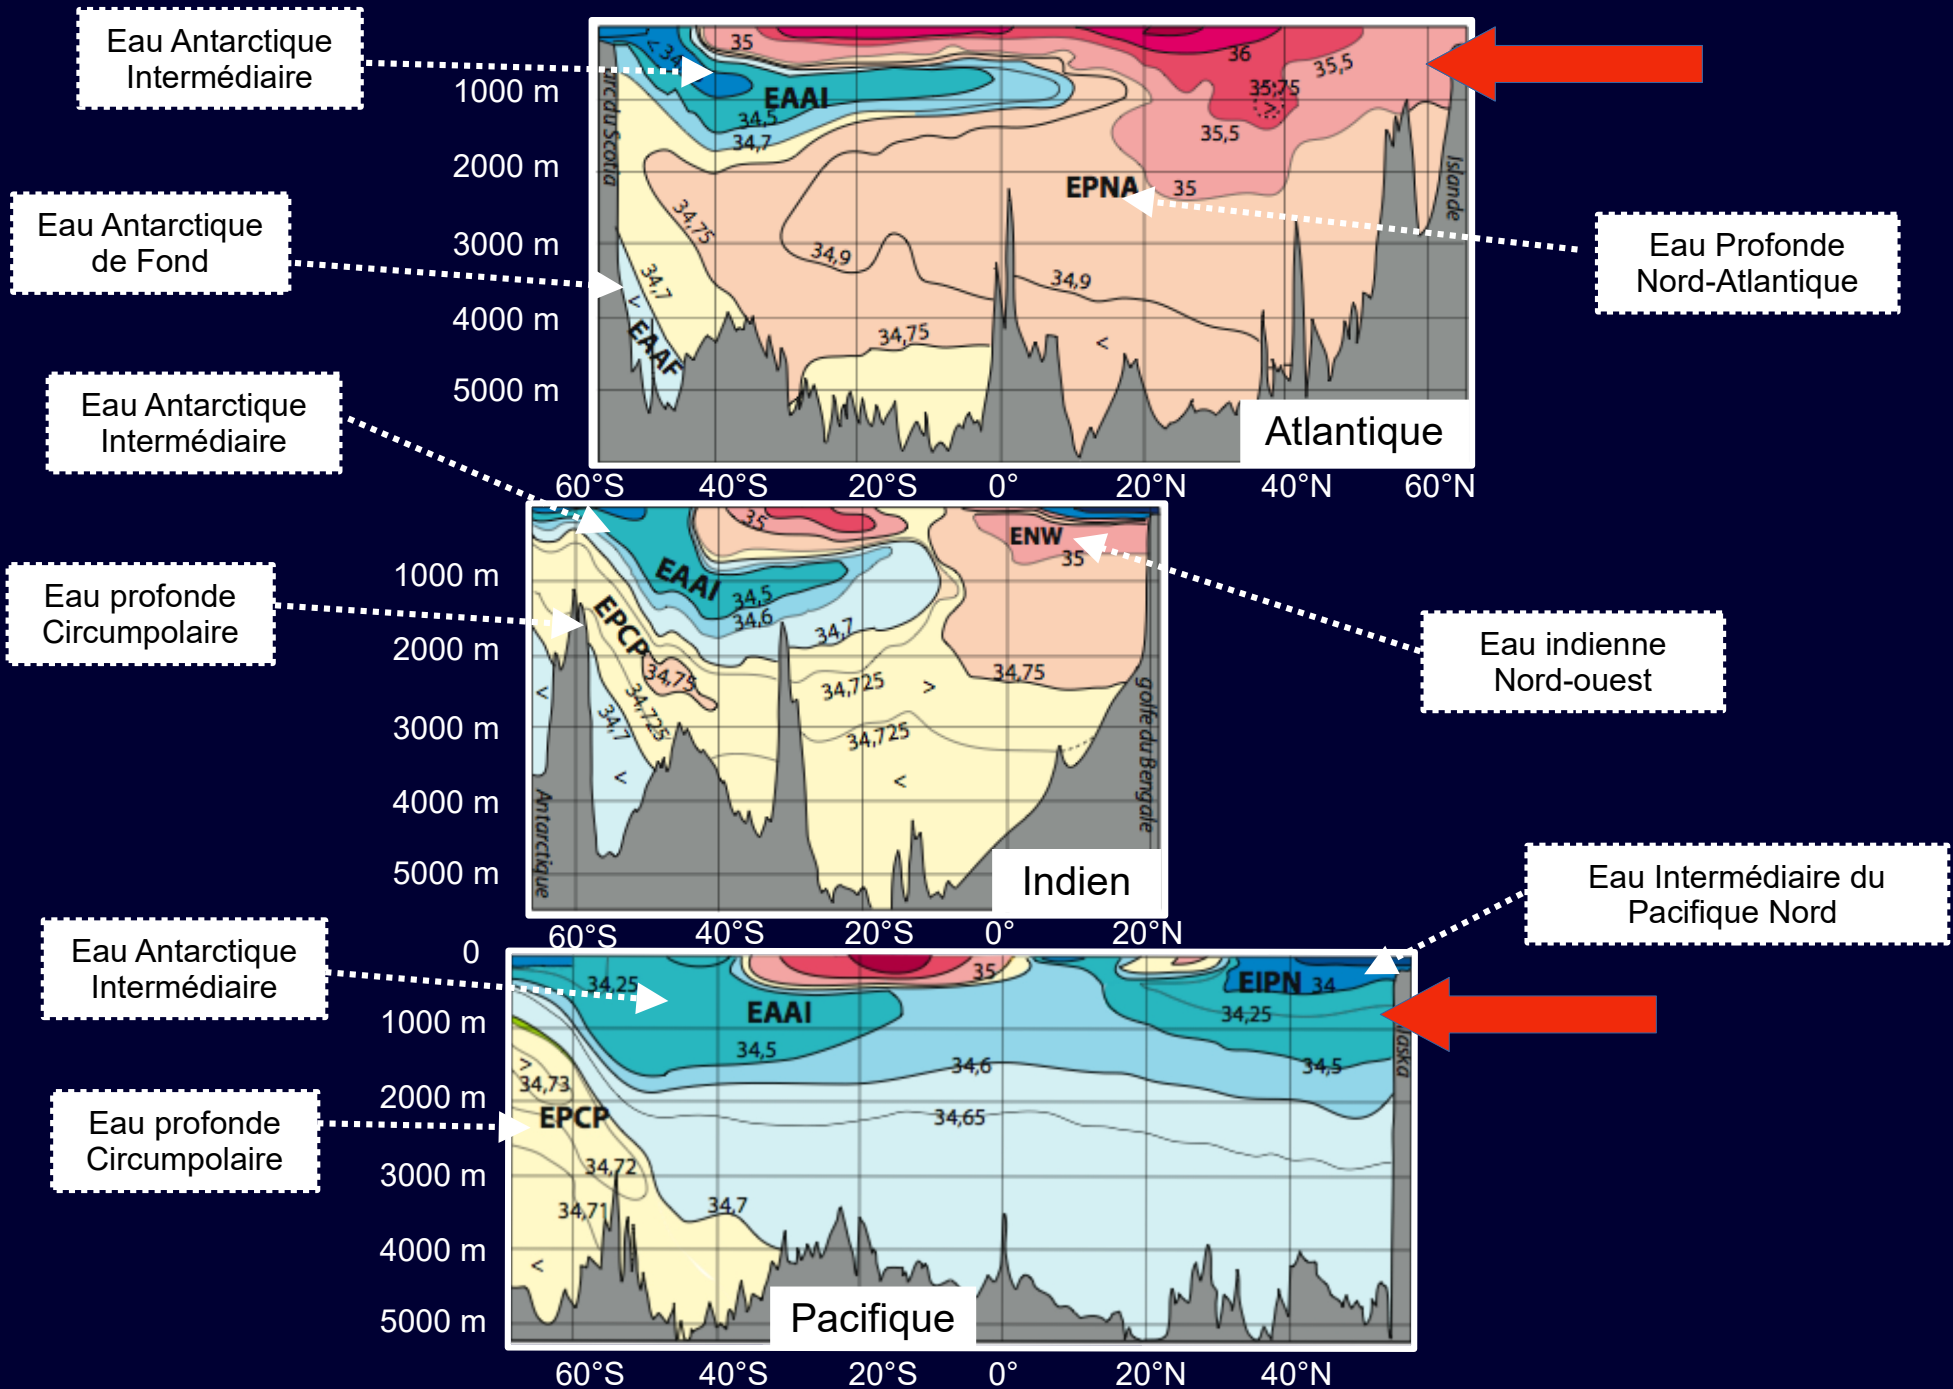 Eau Antarctique
Intermédiaire
Eau Antarctique
de Fond
1000 m
2000 m
3000 m
4000 m
5000 m
arc du Scotia
< 34
35
36
35,5
35,75
>
35,5
35
EAAI
34,5
34,7
EPNA
34,75
34,9
34,9
34,7
<
EAAF
34,75
<
Islande
Atlantique
Eau Profonde
Nord-Atlantique
60°S 40°S 20°S 0° 20°N 40°N 60°N
Eau Antarctique
Intermédiaire
Eau profonde
Circumpolaire
1000 m
2000 m
3000 m
4000 m
5000 m
35
ENW
35
EAAI
34,5
34,6
34,7
EPCP
34,75
34,725
34,7
<
<
34,725
>
34,75
34,725
<
Antarctique
golfe du Bengale
Indien
Eau indienne
Nord-ouest
60°S 40°S 20°S 0° 20°N
Eau Antarctique
Intermédiaire
Eau profonde
Circumpolaire
0
1000 m
2000 m
3000 m
4000 m
5000 m
34,25
35
EAAI
34,5
EIPN 34
34,25
34,5
34,6
34,65
>
34,73
EPCP
34,72
34,71
34,7
<
laska
Pacifique
Eau Intermédiaire du
Pacifique Nord
60°S 40°S 20°S 0° 20°N 40°N